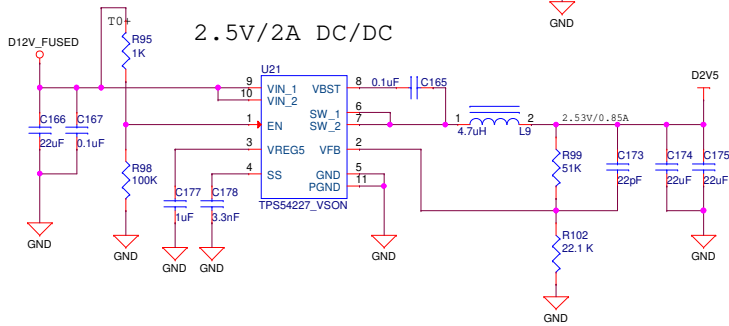 GND
T0+
2.5V/2A DC/DC
D12V_FUSED
R95
1K
U21
D2V5
9 VIN_1 VBST 8 0.1uF C165
10 VIN_2
SW_1 6
SW_2 7 1 2 2.53V/0.85A
4.7uH L9
C166
22uF
C167
0.1uF
1 EN
3 VREG5 VFB 2
R99
51K
C173
22pF
C174
22uF
C175
22uF
R98
100K
4 SS GND 5
PGND 11
C177
1uF
C178
3.3nF
TPS54227_VSON
R102
22.1 K
GND
GND
GND
GND
GND
GND
GND